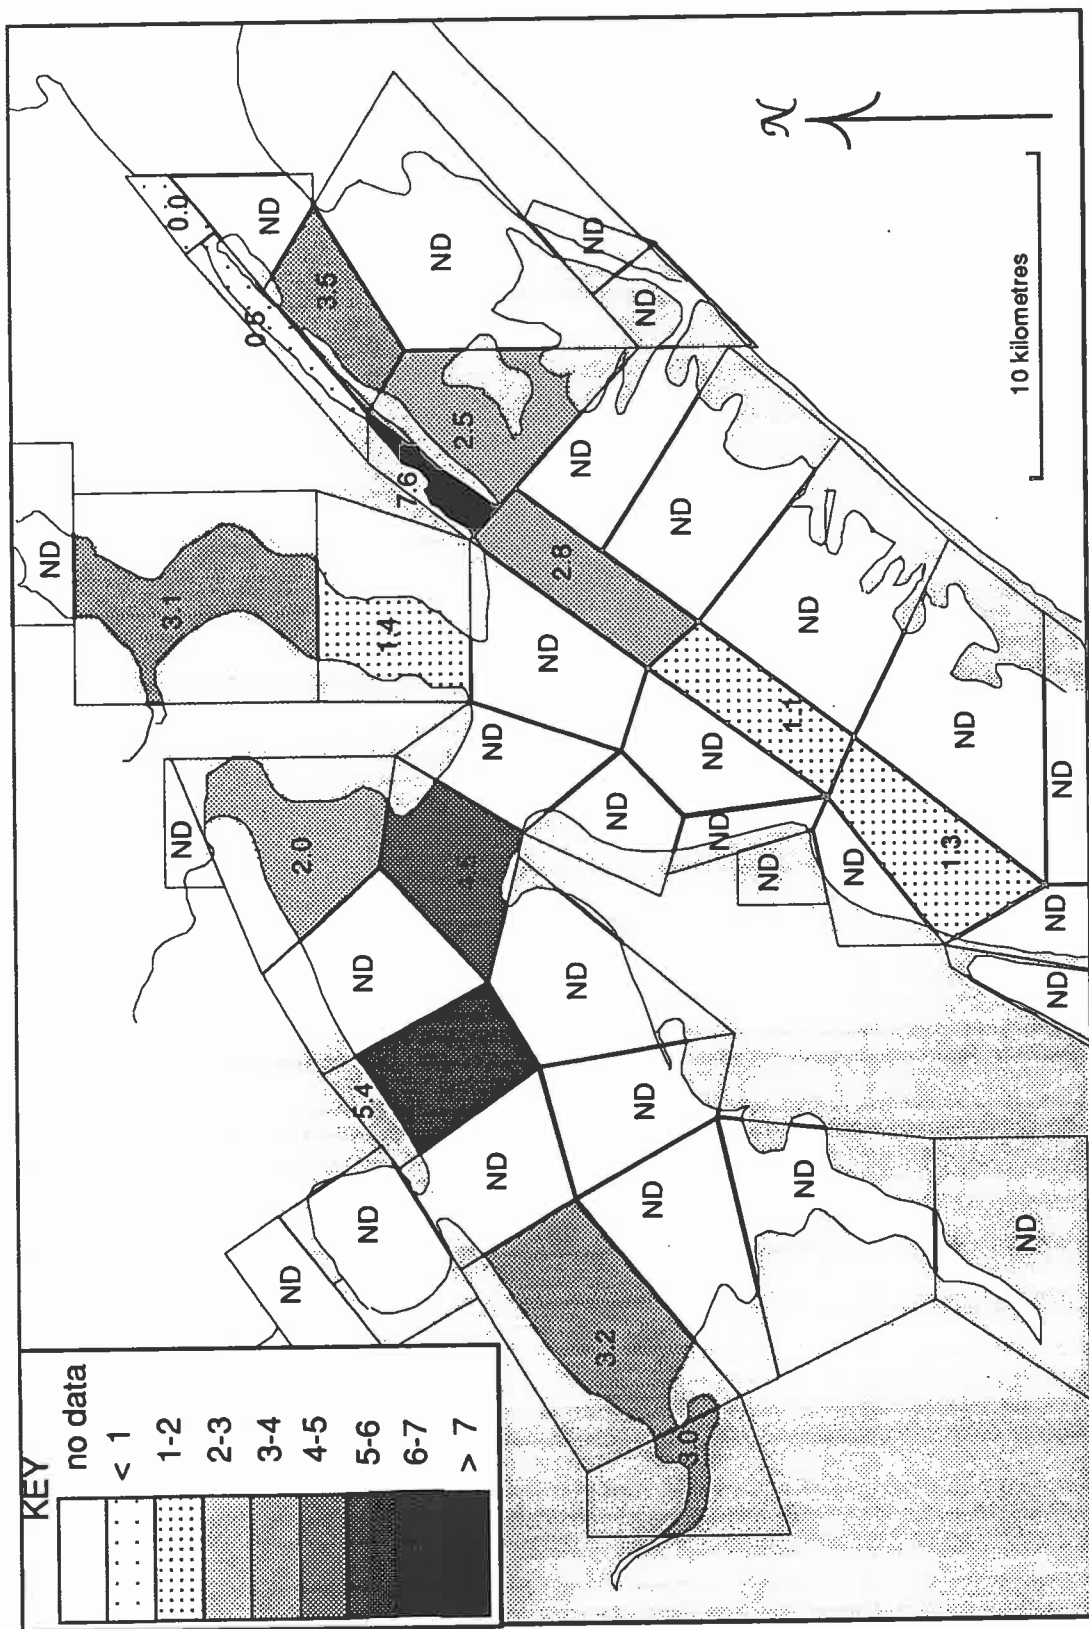 KEY
no data
< 1
1-2
2-3
3-4
4-5
5-6
6-7
> 7
ND
3.1
0.0
ND
0.5
ND
ND
2.0
3.5
5.4
ND
ND
1.4
7.6
ND
2.5
ND
ND
ND
2.8
ND
ND
ND
3.2
ND
ND
ND
ND
ND
3.0
ND
ND
ND
N
1.1
ND
ND
ND
1.3
ND
10 kilometres
ND
ND
ND
ND